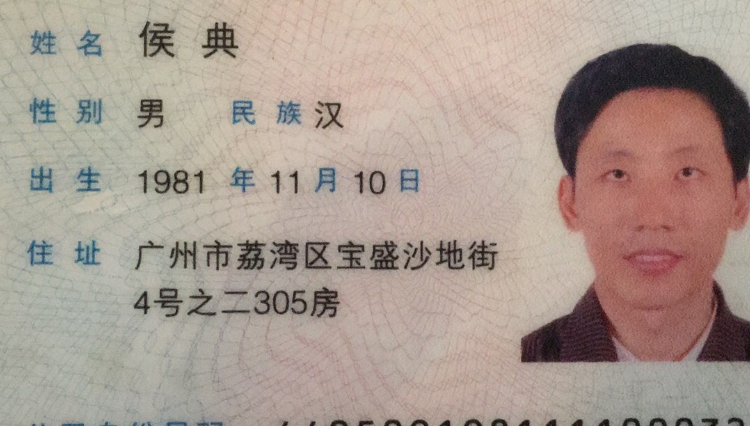 姓名 侯典
性别 男 民族 汉
出生 1981 年 11 月 10 日
住址 广州市荔湾区宝盛沙地街
4号之二305房